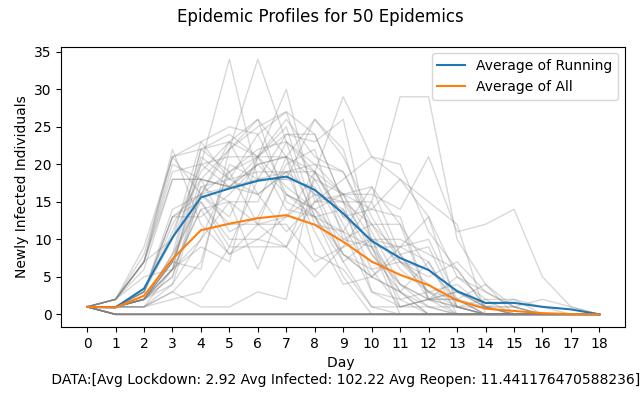 Epidemic Profiles for 50 Epidemics
35
30
25
20
15
10
5
0
Newly Infected Individuals
Average of Running
Average of All
0 1 2 3 4 5 6 7 8 9 10 11 12 13 14 15 16 17 18
Day
DATA:[Avg Lockdown: 2.92 Avg Infected: 102.22 Avg Reopen: 11.441176470588236]